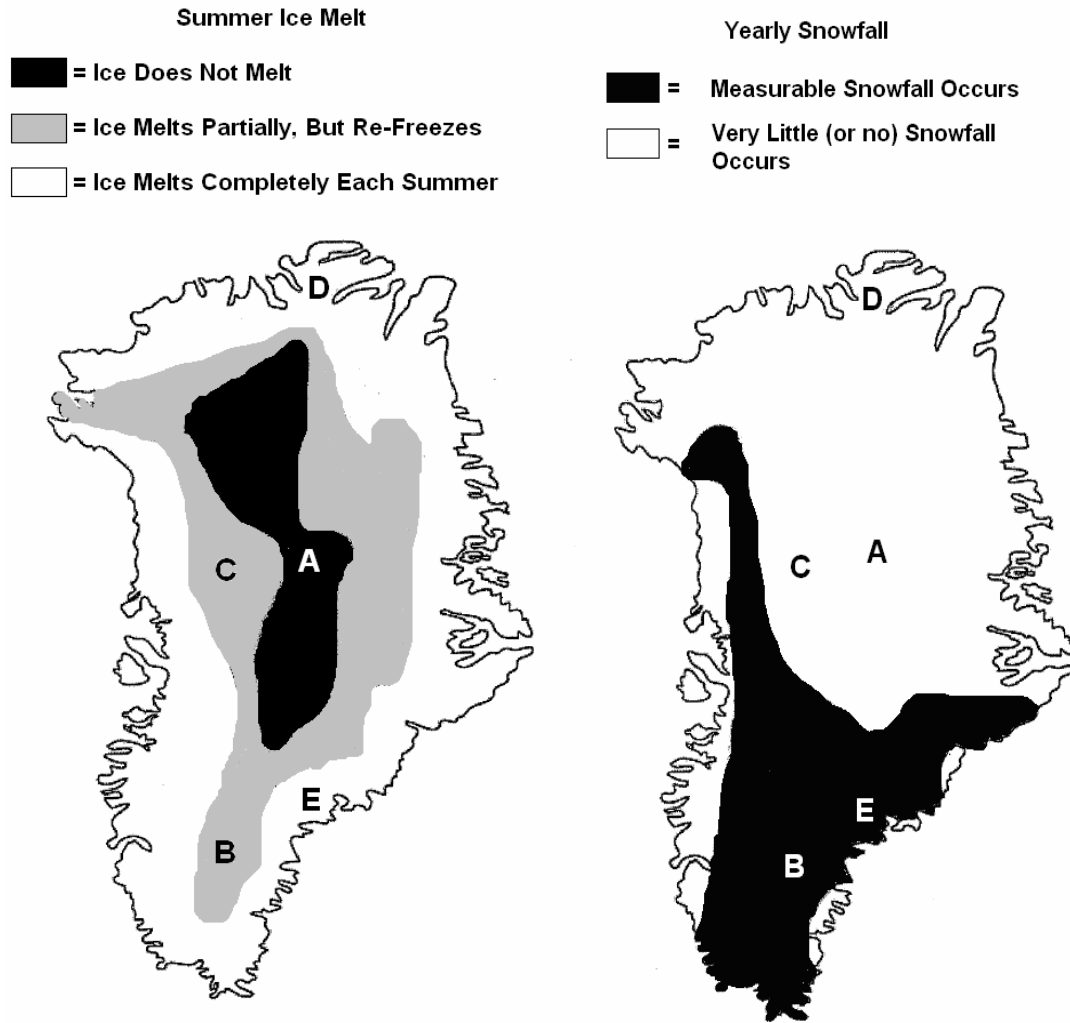 Summer Ice Melt
= Ice Does Not Melt
= Ice Melts Partially, But Re-Freezes
= Ice Melts Completely Each Summer
Yearly Snowfall
= Measurable Snowfall Occurs
= Very Little (or no) Snowfall
Occurs
D
A
C
E
B
D
A
C
E
B